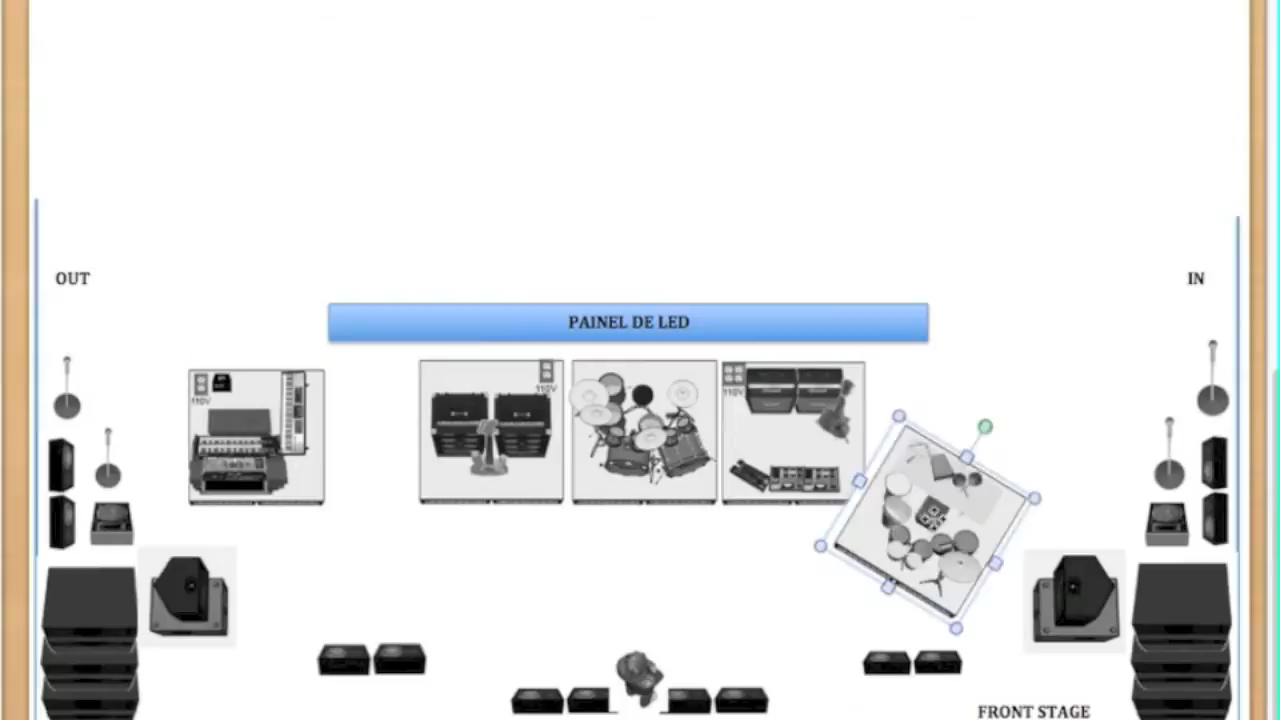 OUT
IN
PAINEL DE LED
110V
110V
110V
FRONT STAGE